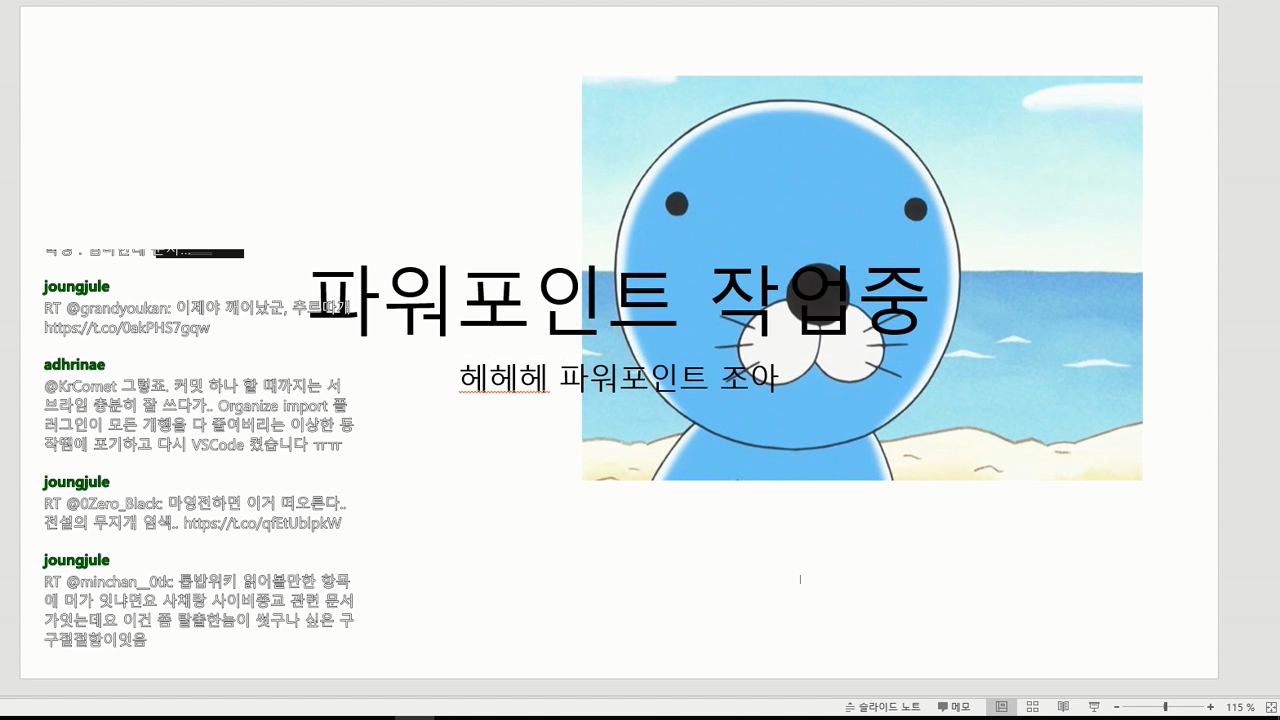 joungjule
RT @grandyoukan: 이제야 깨어났군, 추르따개
https://t.co/0akPHS7gqw
adhrinae
@KrComet 그렇죠. 커밋 하나 할 때까지는 서
브라임 충분히 잘 쓰다가.. Organize import 플
러그인이 모든 개행을 다 줄여버리는 이상한 동
작땜에 포기하고 다시 VSCode 켰습니다 ㅠㅠ
joungjule
RT @0Zero_Black: 마영전하면 이거 떠오른다..
전설의 무지개 염색.. https://t.co/qfEtUblpkW
joungjule
RT @minchan__0tk: 톱밥위키 읽어볼만한 항목
에 머가 잇냐면요 사채랑 사이비종교 관련 문서
가잇는데요 이건 쫌 탈출한놈이 썻구나 싶은 구
구절절함이잇음
파워포인트 작업중
헤헤헤 파워포인트 조아
슬라이드 노트 메모 115 %